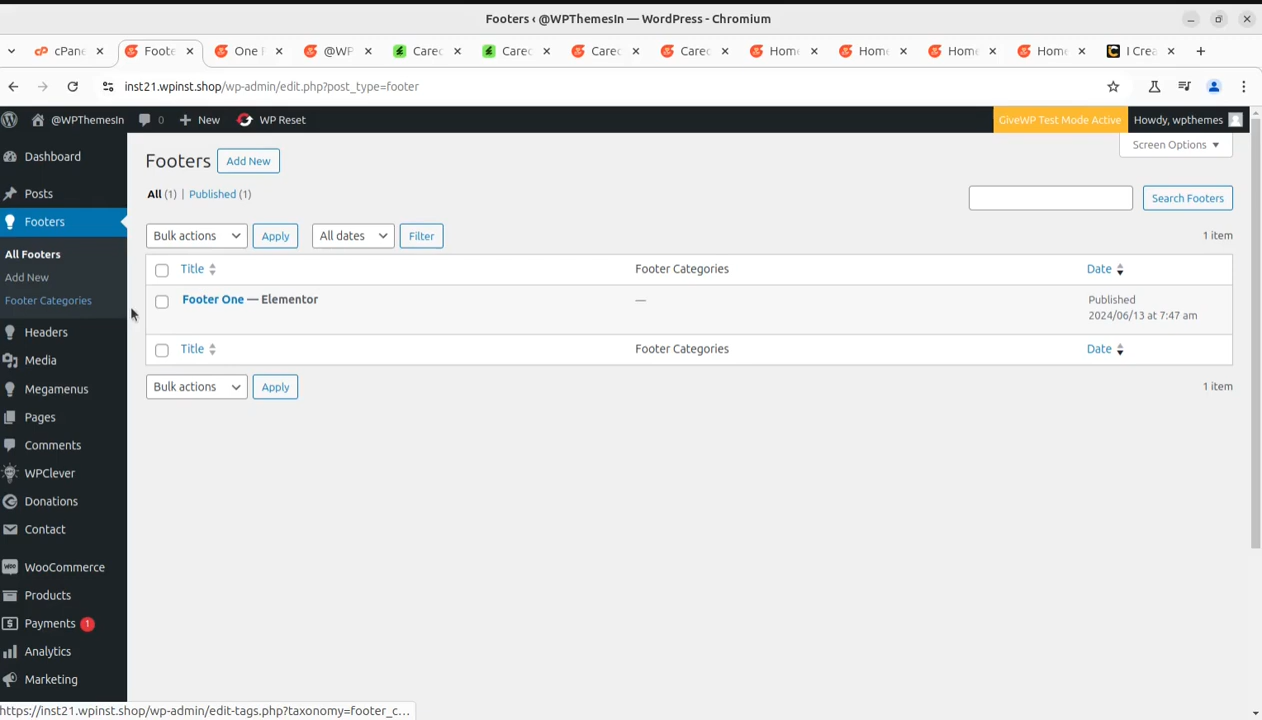 Footers ‹ @WPThemesIn — WordPress - Chromium
cPane
Foote
One F
@WP
Carec
Carec
Carec
Carec
Home
Home
Home
Home
I Crea
inst21.wpinst.shop/wp-admin/edit.php?post_type=footer
@WPThemesIn
0
New
WP Reset
GiveWP Test Mode Active
Howdy, wpthemes
Dashboard
Posts
Footers
All Footers
Add New
Footer Categories
Headers
Media
Megamenus
Pages
Comments
WPClever
Donations
Contact
WooCommerce
Products
Payments 1
Analytics
Marketing
Footers
Add New
Screen Options ▼
All (1) | Published (1)
Search Footers
Bulk actions
Apply
All dates
Filter
1 item
Title
Footer Categories
Date
Footer One — Elementor
—
Published
2024/06/13 at 7:47 am
Title
Footer Categories
Date
Bulk actions
Apply
1 item
https://inst21.wpinst.shop/wp-admin/edit-tags.php?taxonomy=footer_c...